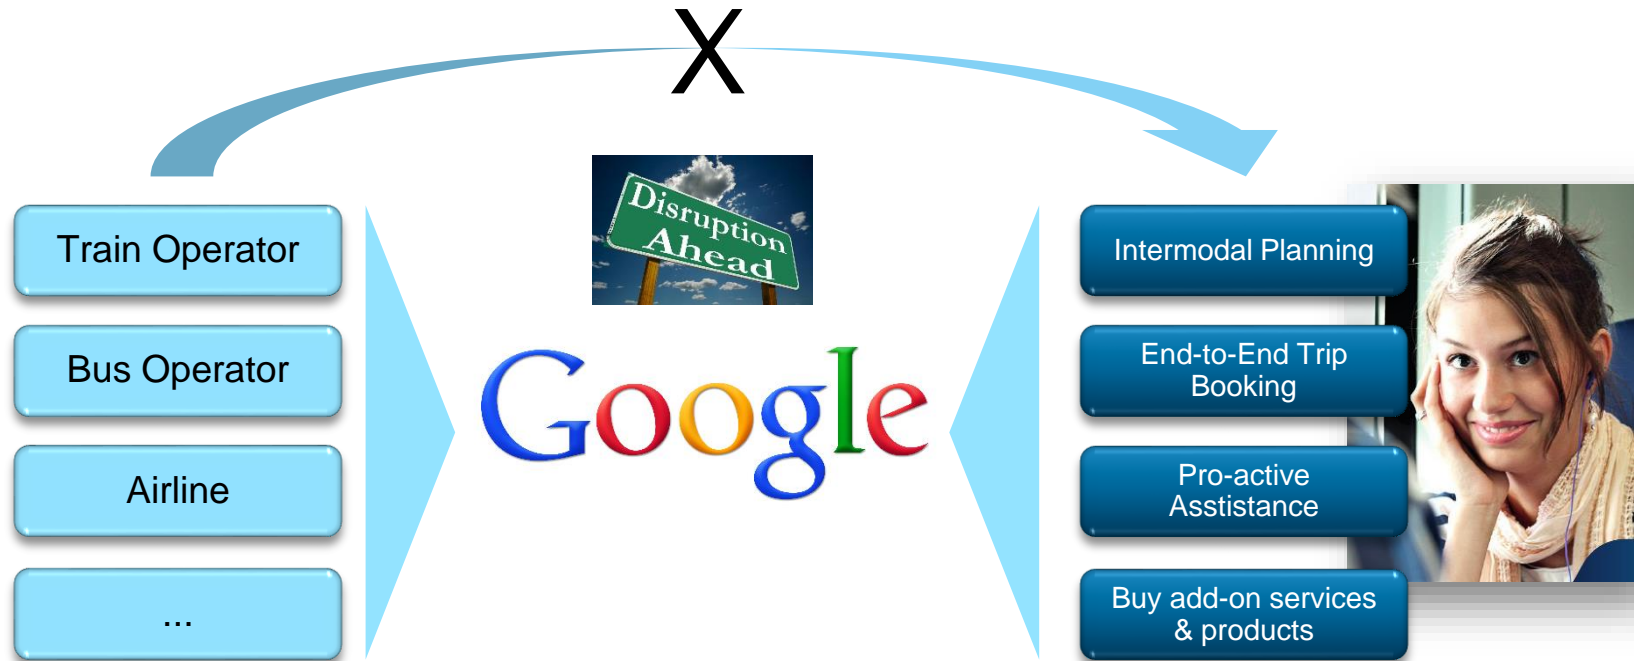 X
Disruption
Ahead
Train Operator
Bus Operator
Airline
...
Google
Intermodal Planning
End-to-End Trip
Booking
Pro-active
Asstistance
Buy add-on services
& products